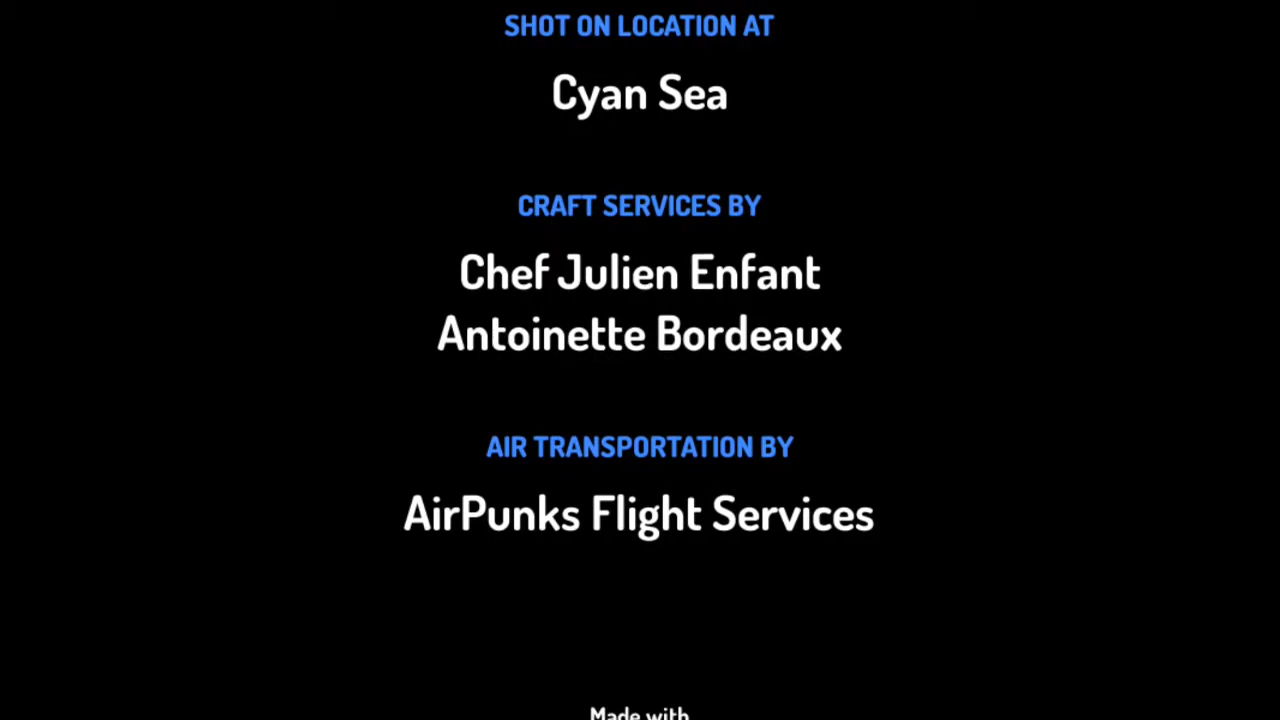 SHOT ON LOCATION AT
Cyan Sea
CRAFT SERVICES BY
Chef Julien Enfant
Antoinette Bordeaux
AIR TRANSPORTATION BY
AirPunks Flight Services
Made with